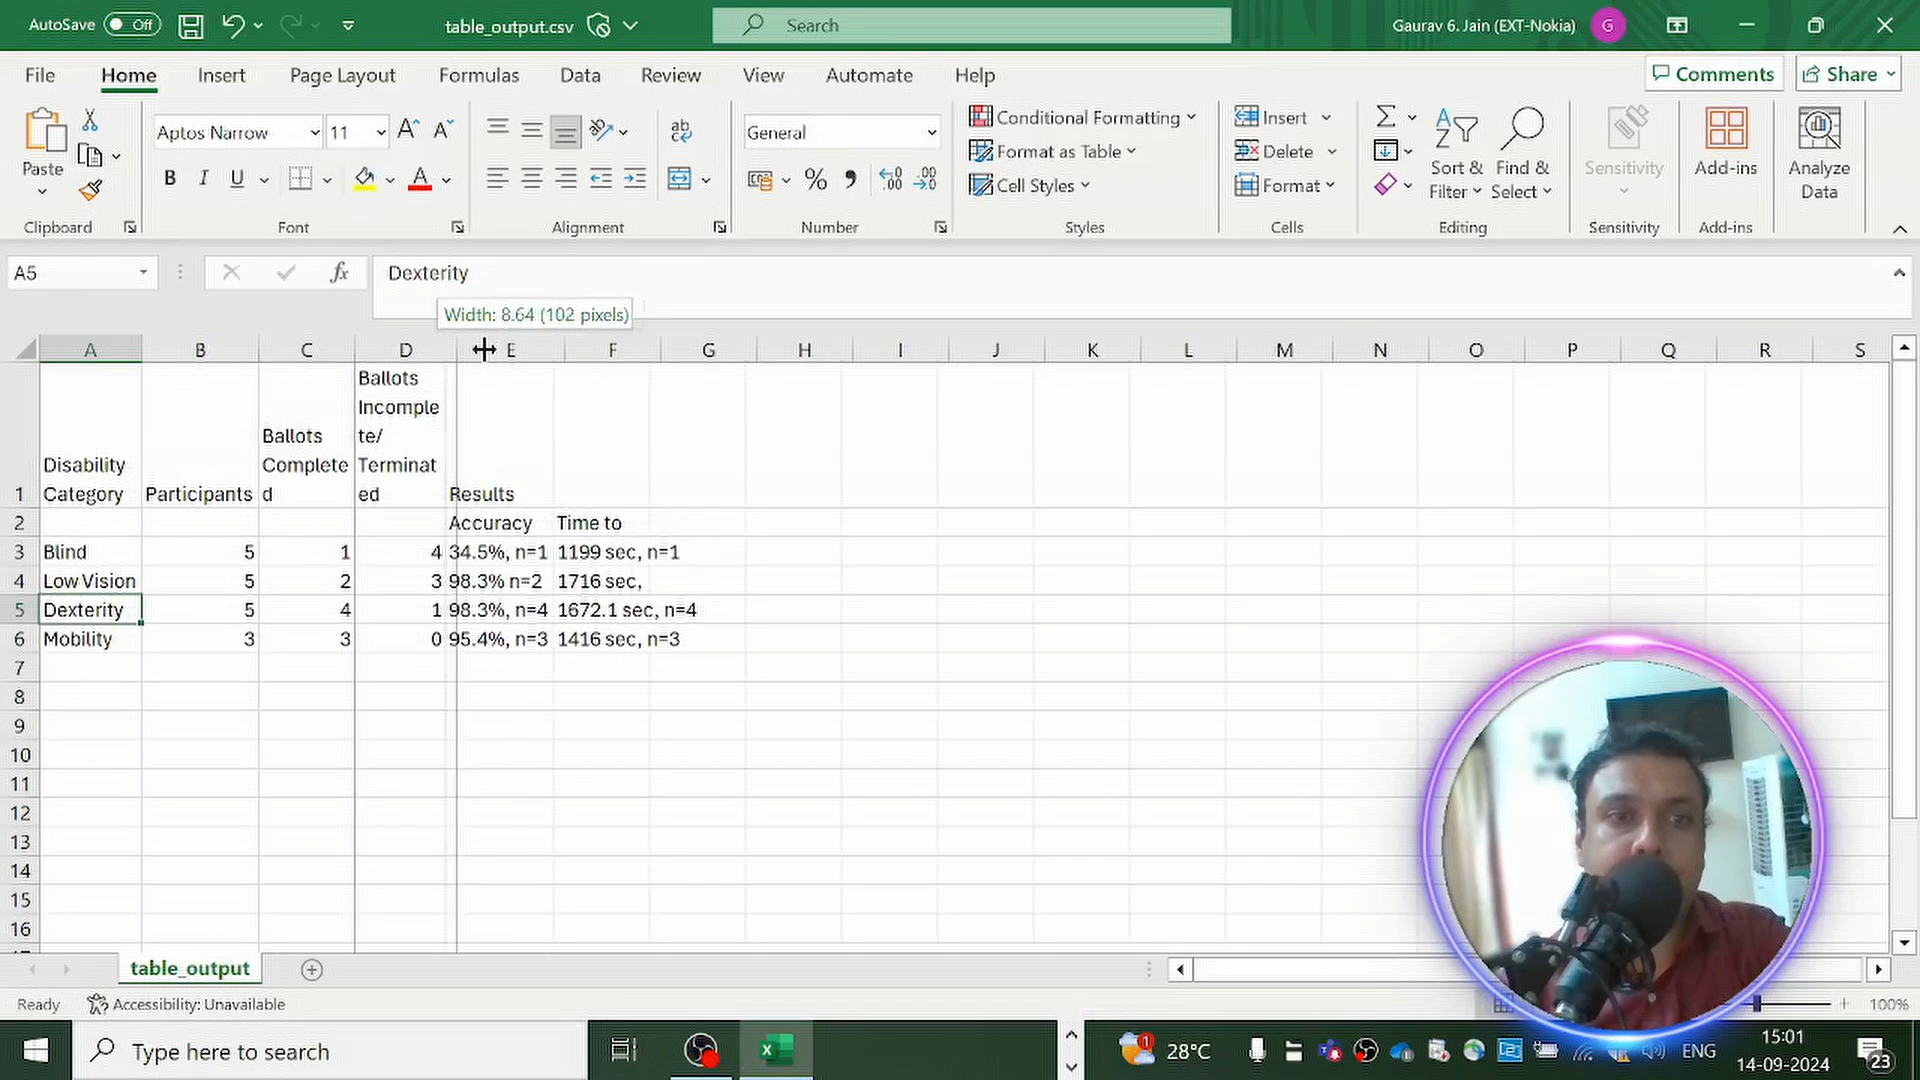 AutoSave Off table_output.csv Search Gaurav 6. Jain (EXT-Nokia) G
File Home Insert Page Layout Formulas Data Review View Automate Help Comments Share
Paste
Aptos Narrow 11
B I U
ab
General
% 9
Conditional Formatting
Format as Table
Cell Styles
Insert
Delete
Format
Sort &
Filter
Find &
Select
Sensitivity
Add-ins
Analyze
Data
Clipboard Font Alignment Number Styles Cells Editing Sensitivity Add-ins
A5 fx Dexterity
Width: 8.64 (102 pixels)
A B C D E F G H I J K L M N O P Q R S
Ballots
Incomple
Ballots te/
Disability Complete Terminat
1 Category Participants d ed Results
2 Accuracy Time to
3 Blind 5 1 4 34.5%, n=1 1199 sec, n=1
4 Low Vision 5 2 3 98.3% n=2 1716 sec,
5 Dexterity 5 4 1 98.3%, n=4 1672.1 sec, n=4
6 Mobility 3 3 0 95.4%, n=3 1416 sec, n=3
7
8
9
10
11
12
13
14
15
16
table_output
Ready Accessibility: Unavailable 100%
Type here to search 1 28°C ENG 15:01
14-09-2024 23